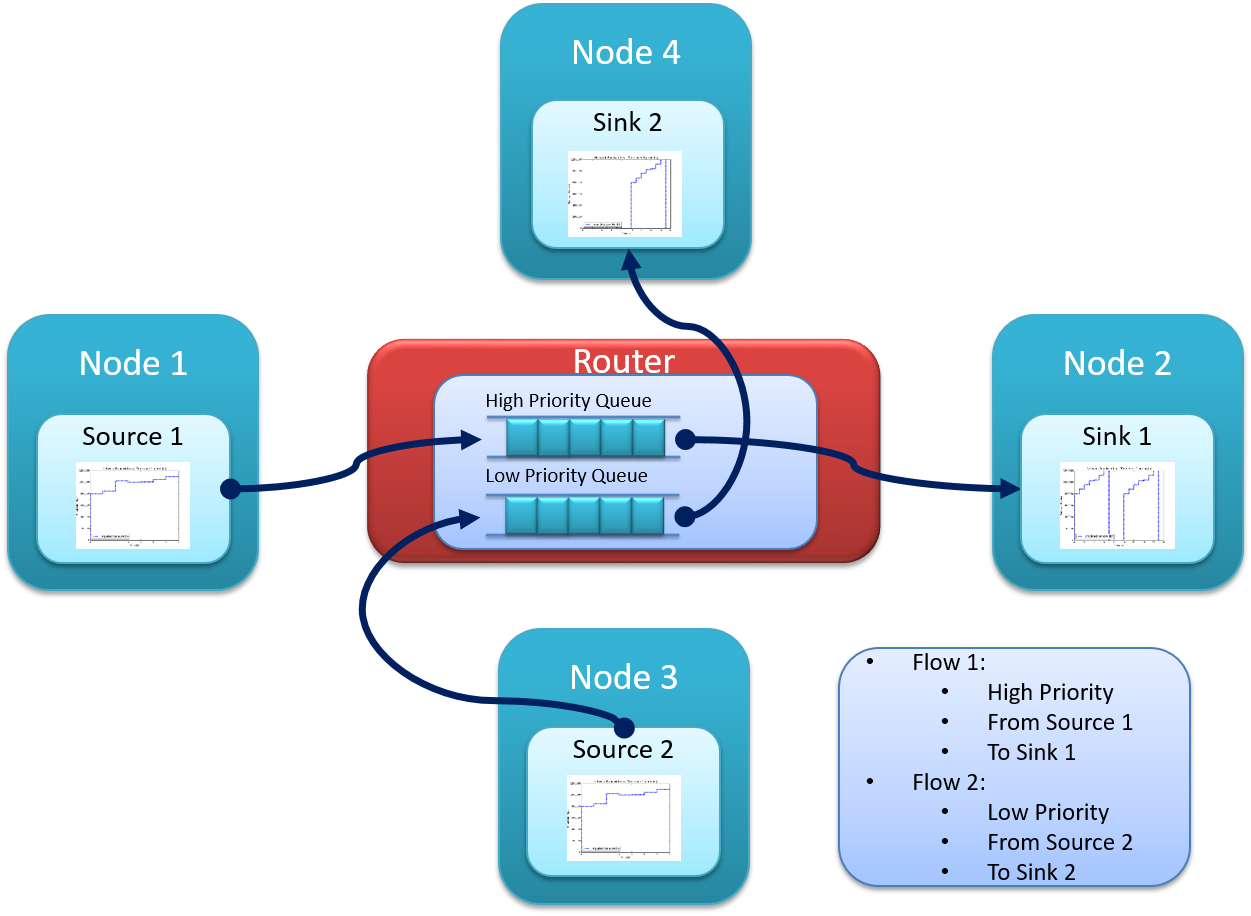 Node 4
Sink 2
Node 1
Source 1
Router
High Priority Queue
Low Priority Queue
Node 2
Sink 1
Node 3
Source 2
• Flow 1:
• High Priority
• From Source 1
• To Sink 1
• Flow 2:
• Low Priority
• From Source 2
• To Sink 2